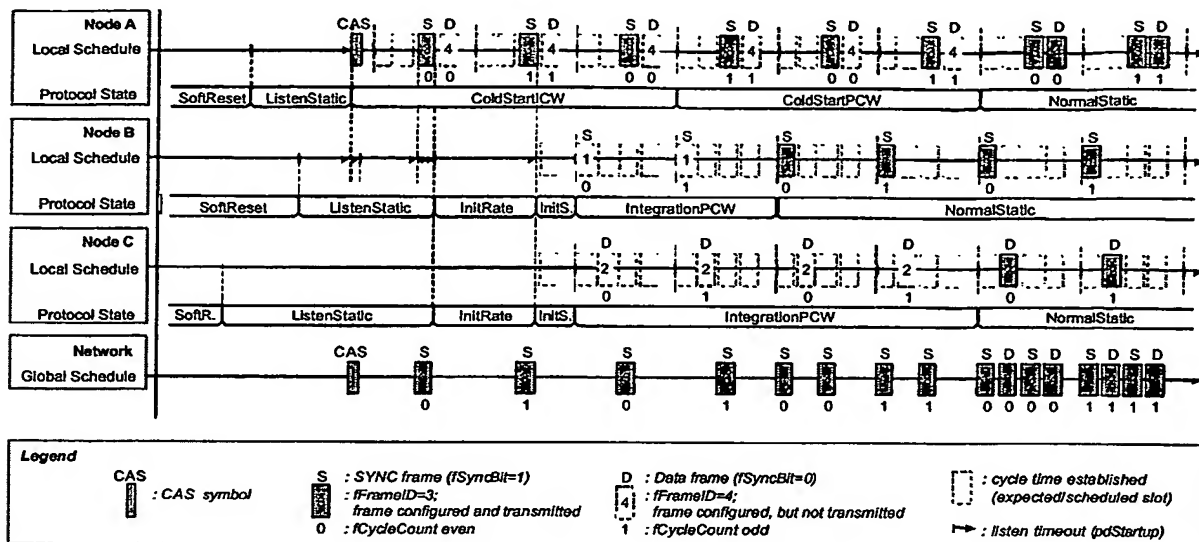 Node A
Local Schedule
Protocol State
CAS S D S D S D S D S D S D S D S D
4 4 4 4 4 4
0 0 1 1 0 0 1 1 0 0 1 1 0 0 1 1
SoftReset ListenStatic ColdStartICW ColdStartPCW NormalStatic
Node B
Local Schedule
Protocol State
S S S S S S
1 1
0 1 0 1 0 1
SoftReset ListenStatic InitRate InitS. IntegrationPCW NormalStatic
Node C
Local Schedule
Protocol State
D D D D D D
2 2 2 2
0 1 0 1 0 1
SoftR. ListenStatic InitRate InitS. IntegrationPCW NormalStatic
Network
Global Schedule
CAS S S S S S S S S S D S D S D S D
0 1 0 1 0 0 1 1 0 0 0 0 1 1 1 1
Legend
CAS
: CAS symbol
S : SYNC frame (fSyncBit=1)
: fFrameID=3;
frame configured and transmitted
0 : fCycleCount even
D : Data frame (fSyncBit=0)
4 : fFrameID=4;
frame configured, but not transmitted
1 : fCycleCount odd
: cycle time established
(expected/scheduled slot)
: listen timeout (pdStartup)